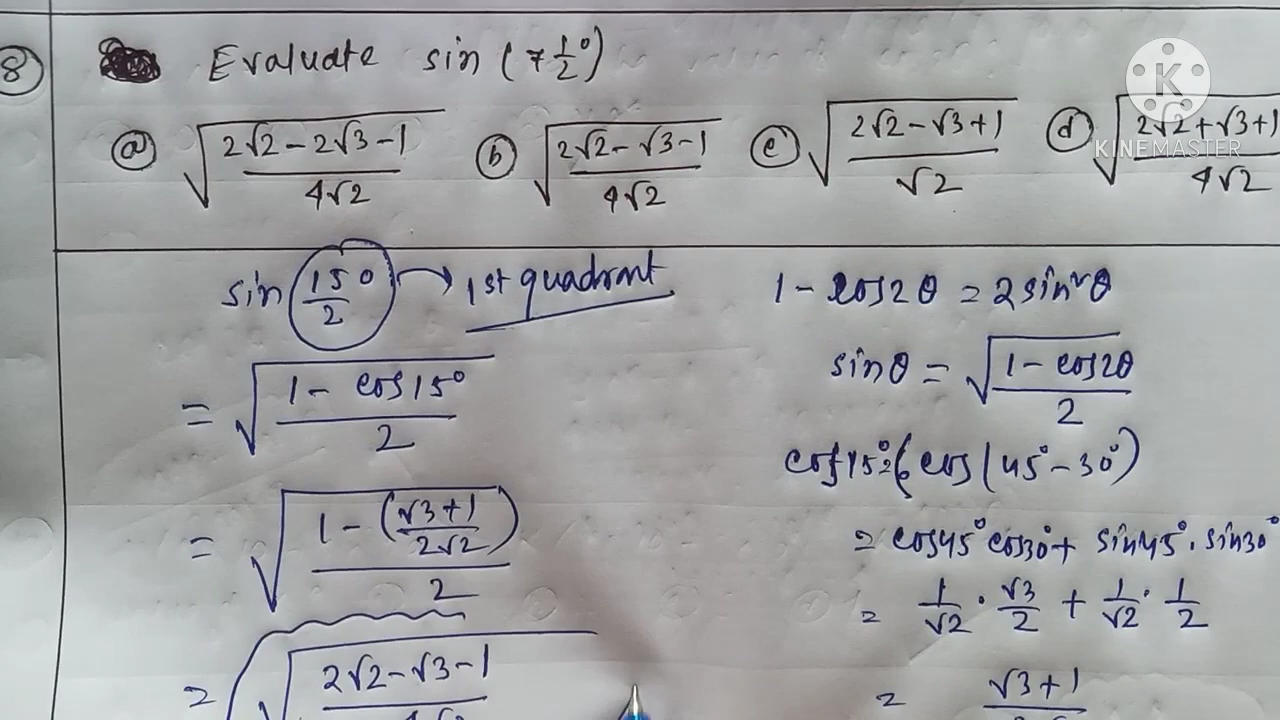 8 Evaluate sin (7 1/2°)
(a) √((2√2 - 2√3 - 1)/(4√2)) (b) √((2√2 - √3 - 1)/(4√2)) (c) √((2√2 - √3 + 1)/(√2)) (d) √((2√2 + √3 + 1)/(4√2))
K
KINEMASTER
sin (15°/2) → 1st quadrant
1 - cos2θ = 2sin²θ
= √((1 - cos15°)/2)
sinθ = √((1 - cos2θ)/2)
cos15° = cos(45° - 30°)
= √((1 - ((√3+1)/(2√2)))/2)
= cos45° cos30° + sin45° . sin30°
= 1/√2 . √3/2 + 1/√2 . 1/2
= √(2√2 - √3 - 1
= √3 + 1